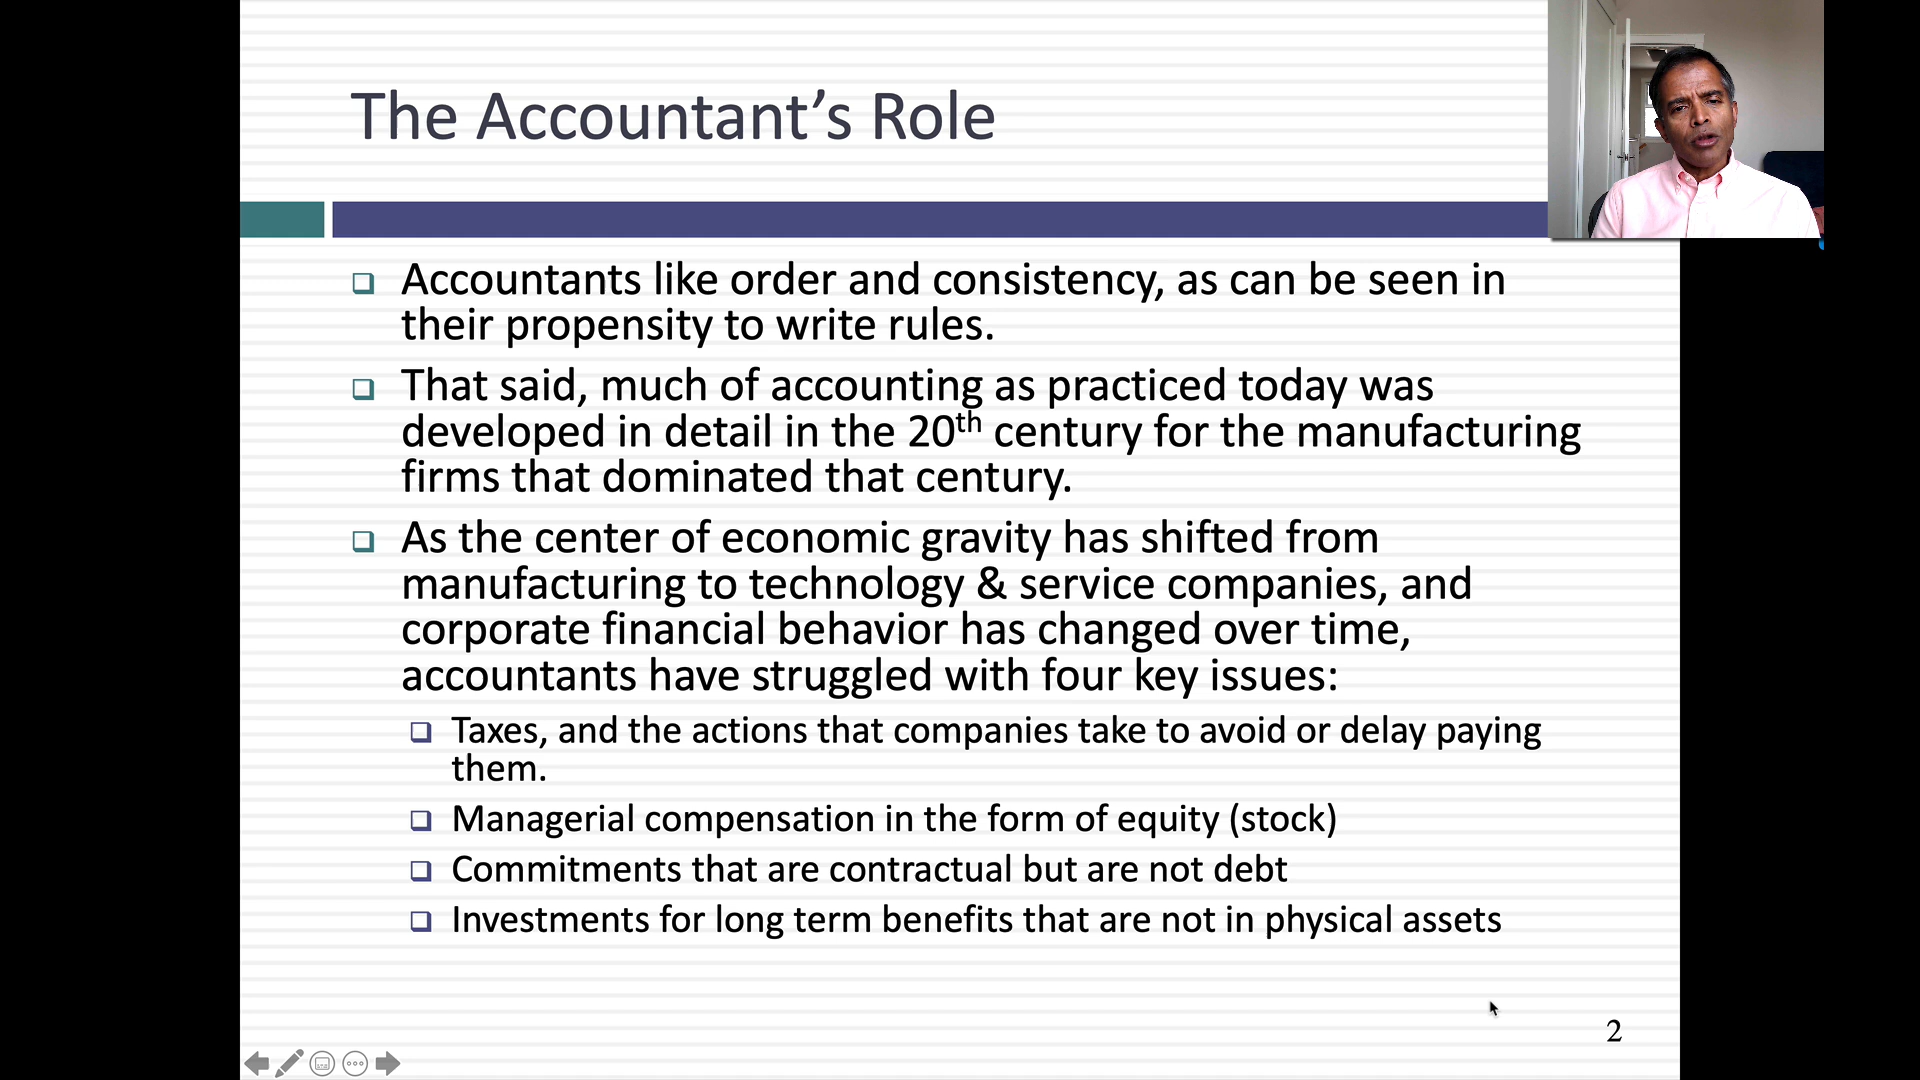 The Accountant’s Role
Accountants like order and consistency, as can be seen in
their propensity to write rules.
That said, much of accounting as practiced today was
developed in detail in the 20th century for the manufacturing
firms that dominated that century.
As the center of economic gravity has shifted from
manufacturing to technology & service companies, and
corporate financial behavior has changed over time,
accountants have struggled with four key issues:
Taxes, and the actions that companies take to avoid or delay paying
them.
Managerial compensation in the form of equity (stock)
Commitments that are contractual but are not debt
Investments for long term benefits that are not in physical assets
2